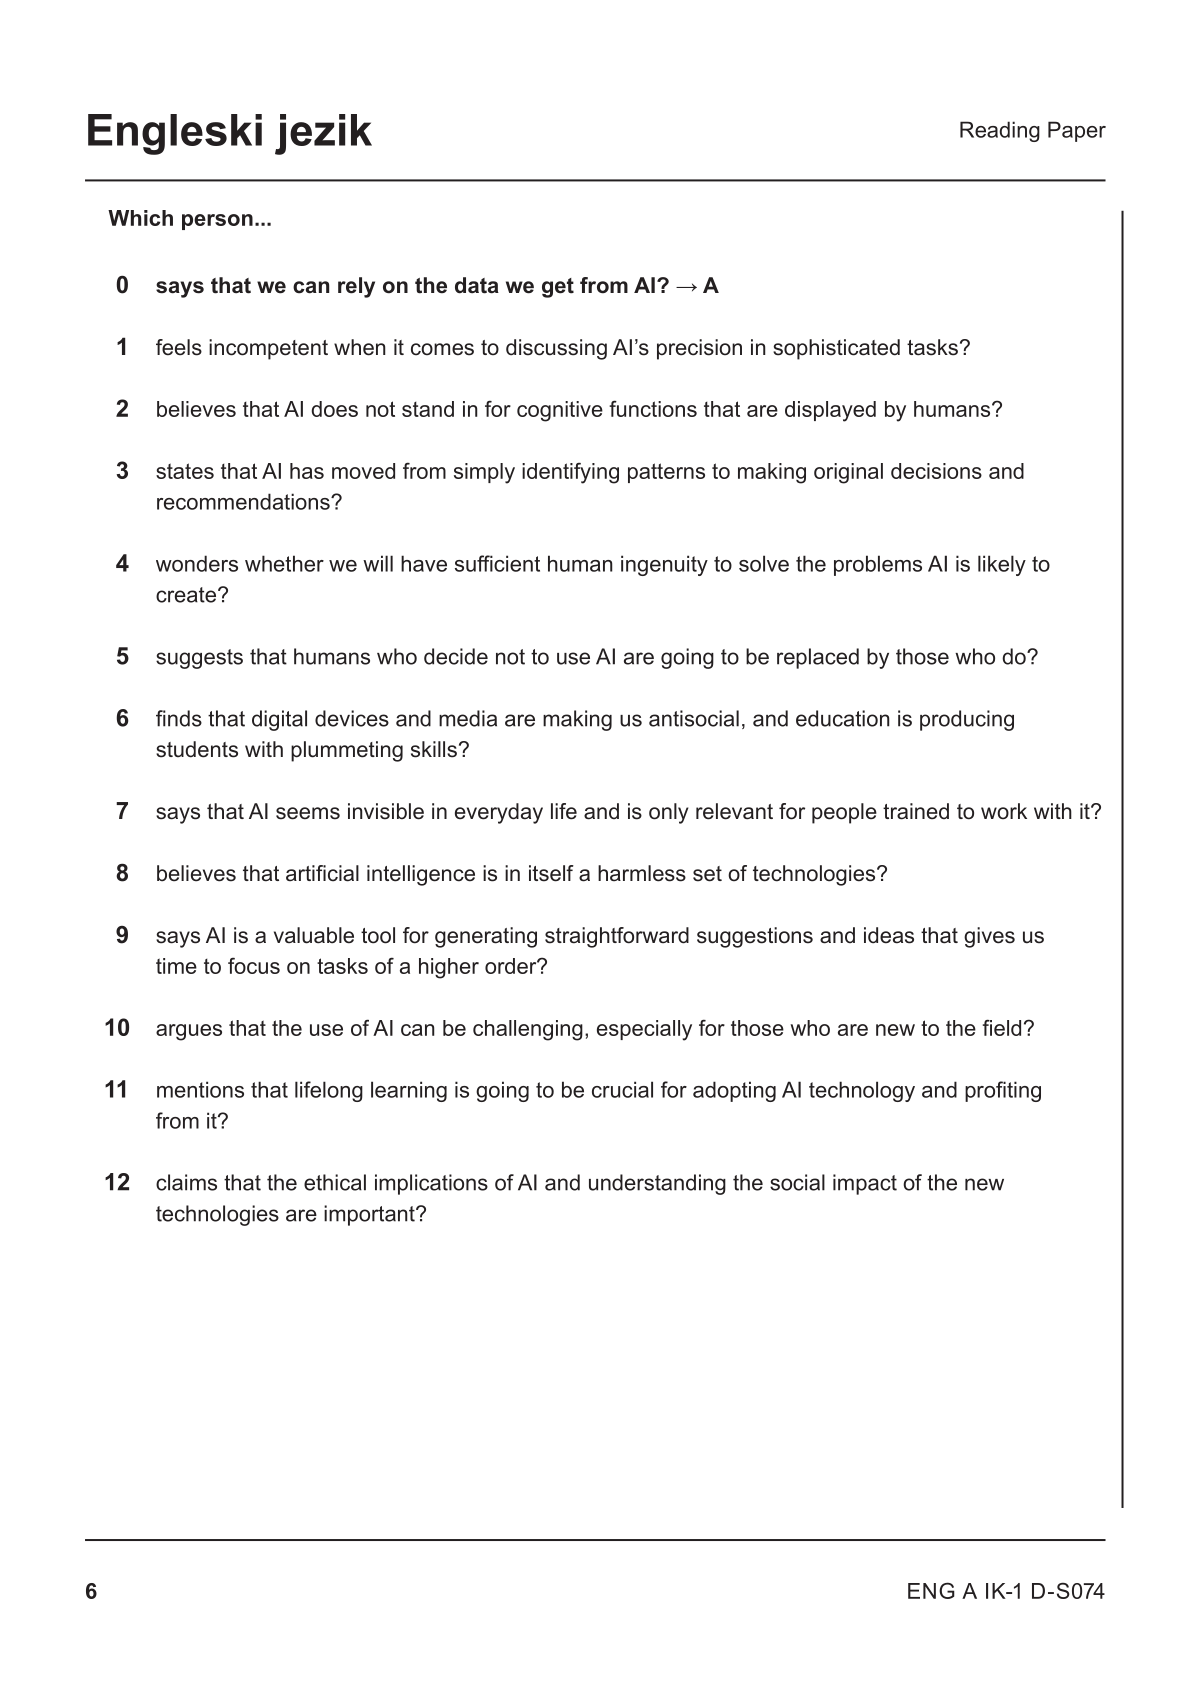 Engleski jezik
Reading Paper
Which person...
0 says that we can rely on the data we get from AI? → A
1 feels incompetent when it comes to discussing AI’s precision in sophisticated tasks?
2 believes that AI does not stand in for cognitive functions that are displayed by humans?
3 states that AI has moved from simply identifying patterns to making original decisions and
recommendations?
4 wonders whether we will have sufficient human ingenuity to solve the problems AI is likely to
create?
5 suggests that humans who decide not to use AI are going to be replaced by those who do?
6 finds that digital devices and media are making us antisocial, and education is producing
students with plummeting skills?
7 says that AI seems invisible in everyday life and is only relevant for people trained to work with it?
8 believes that artificial intelligence is in itself a harmless set of technologies?
9 says AI is a valuable tool for generating straightforward suggestions and ideas that gives us
time to focus on tasks of a higher order?
10 argues that the use of AI can be challenging, especially for those who are new to the field?
11 mentions that lifelong learning is going to be crucial for adopting AI technology and profiting
from it?
12 claims that the ethical implications of AI and understanding the social impact of the new
technologies are important?
6
ENG A IK-1 D-S074